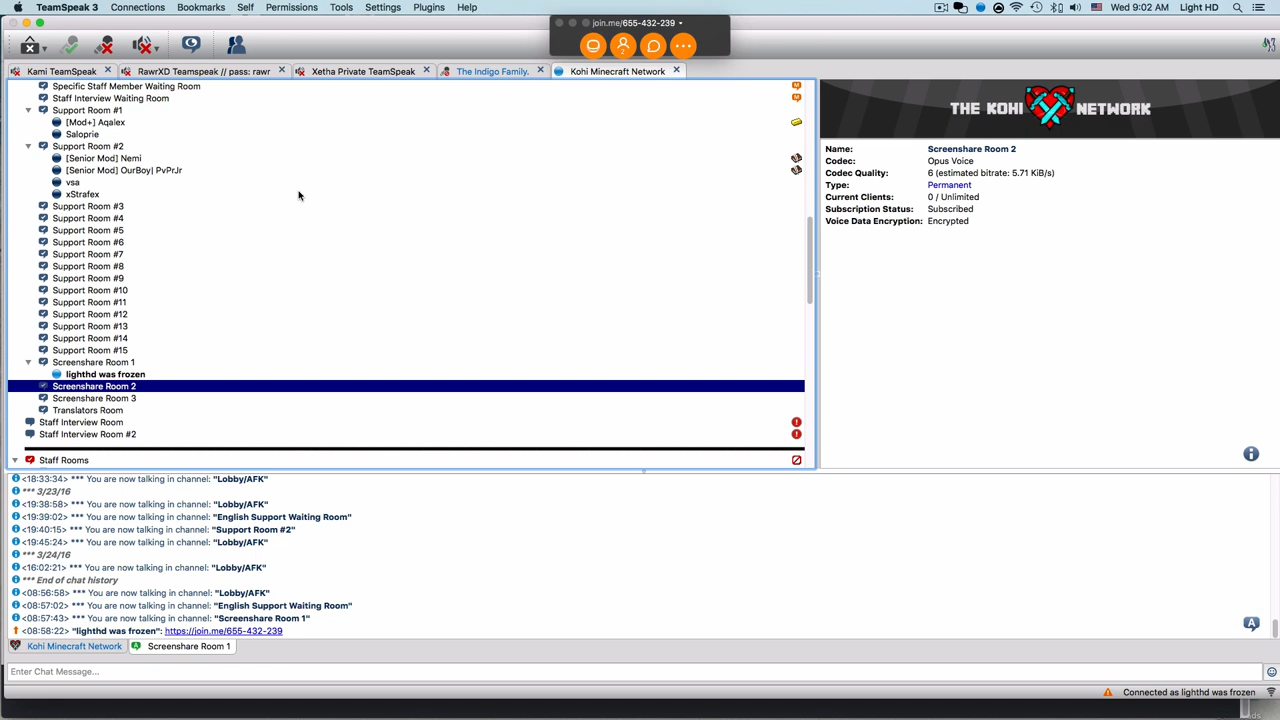 TeamSpeak 3 Connections Bookmarks Self Permissions Tools Settings Plugins Help Wed 9:02 AM Light HD
join.me/655-432-239
Kami TeamSpeak RawrXD Teamspeak // pass: rawr Xetha Private TeamSpeak The Indigo Family. Kohi Minecraft Network
Specific Staff Member Waiting Room
Staff Interview Waiting Room
Support Room #1
[Mod+] Aqalex
Saloprie
Support Room #2
[Senior Mod] Nemi
[Senior Mod] OurBoy| PvPrJr
vsa
xStrafex
Support Room #3
Support Room #4
Support Room #5
Support Room #6
Support Room #7
Support Room #8
Support Room #9
Support Room #10
Support Room #11
Support Room #12
Support Room #13
Support Room #14
Support Room #15
Screenshare Room 1
lighthd was frozen
Screenshare Room 2
Screenshare Room 3
Translators Room
Staff Interview Room
Staff Interview Room #2
Staff Rooms
THE KOHI NETWORK
Name: Screenshare Room 2
Codec: Opus Voice
Codec Quality: 6 (estimated bitrate: 5.71 KiB/s)
Type: Permanent
Current Clients: 0 / Unlimited
Subscription Status: Subscribed
Voice Data Encryption: Encrypted
<18:33:34> *** You are now talking in channel: "Lobby/AFK"
*** 3/23/16
<19:38:58> *** You are now talking in channel: "Lobby/AFK"
<19:39:02> *** You are now talking in channel: "English Support Waiting Room"
<19:40:15> *** You are now talking in channel: "Support Room #2"
<19:45:24> *** You are now talking in channel: "Lobby/AFK"
*** 3/24/16
<16:02:21> *** You are now talking in channel: "Lobby/AFK"
*** End of chat history
<08:56:58> *** You are now talking in channel: "Lobby/AFK"
<08:57:02> *** You are now talking in channel: "English Support Waiting Room"
<08:57:43> *** You are now talking in channel: "Screenshare Room 1"
<08:58:22> "lighthd was frozen": https://join.me/655-432-239
Kohi Minecraft Network Screenshare Room 1
Enter Chat Message...
Connected as lighthd was frozen